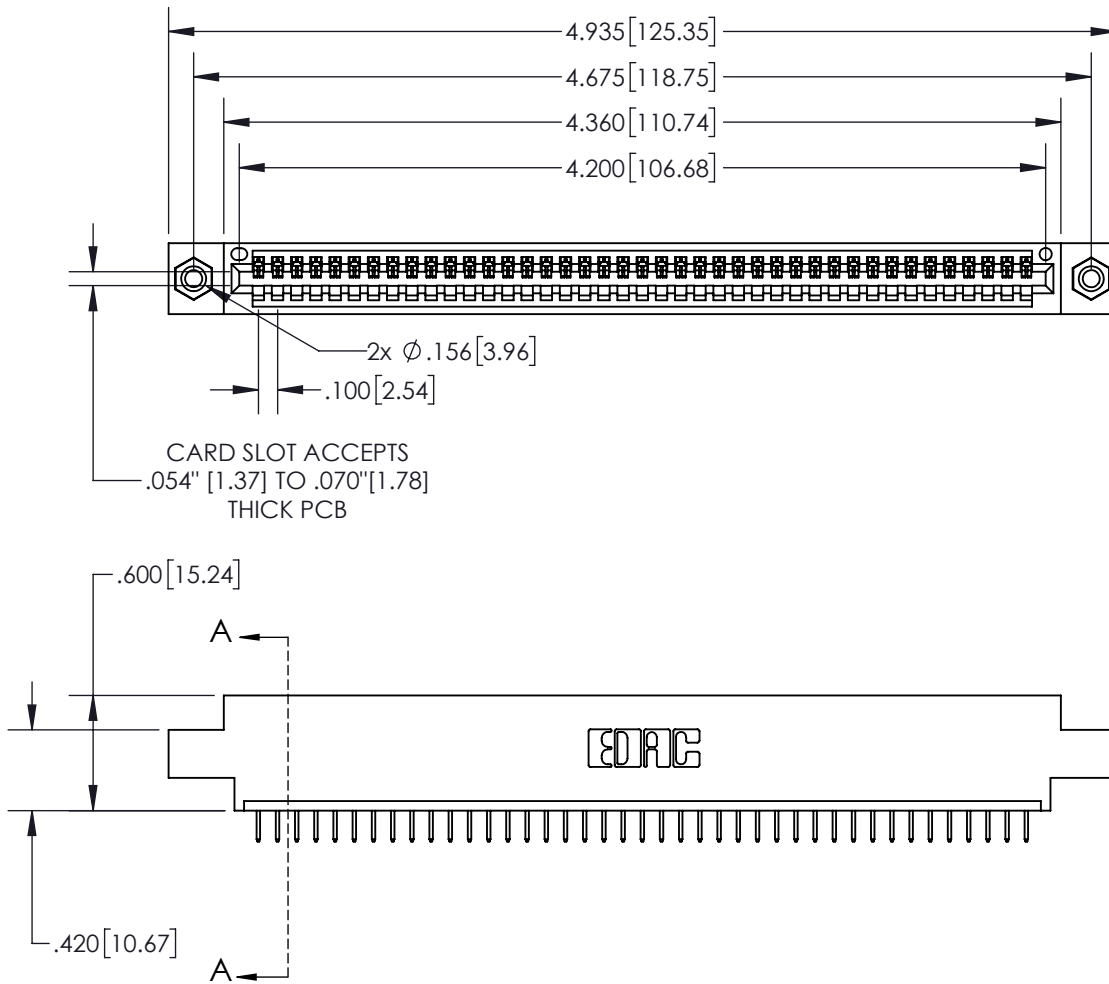 4.935[125.35]
4.675[118.75]
4.360[110.74]
4.200[106.68]
2x Ø .156[3.96]
.100[2.54]
CARD SLOT ACCEPTS
.054" [1.37] TO .070"[1.78]
THICK PCB
.600[15.24]
A
EDAC
.420[10.67]
A